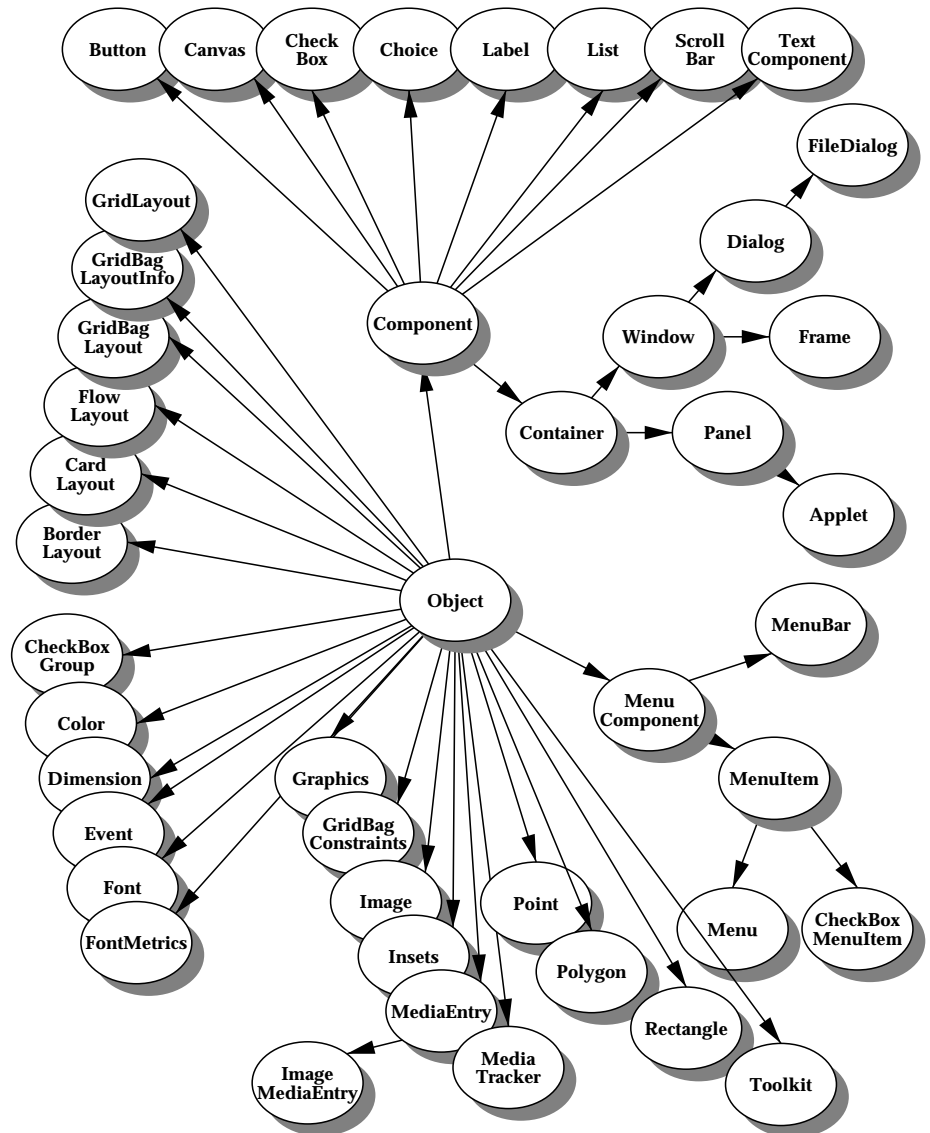 Button
Canvas
Check
Box
Choice
Label
List
Scroll
Bar
Text
Component
FileDialog
GridLayout
Dialog
GridBag
LayoutInfo
Component
Window
Frame
GridBag
Layout
Flow
Layout
Container
Panel
Card
Layout
Applet
Border
Layout
Object
MenuBar
CheckBox
Group
Menu
Component
Color
Dimension
Graphics
MenuItem
Event
GridBag
Constraints
Font
Image
Point
Menu
CheckBox
MenuItem
FontMetrics
Insets
Polygon
MediaEntry
Rectangle
Image
MediaEntry
Media
Tracker
Toolkit